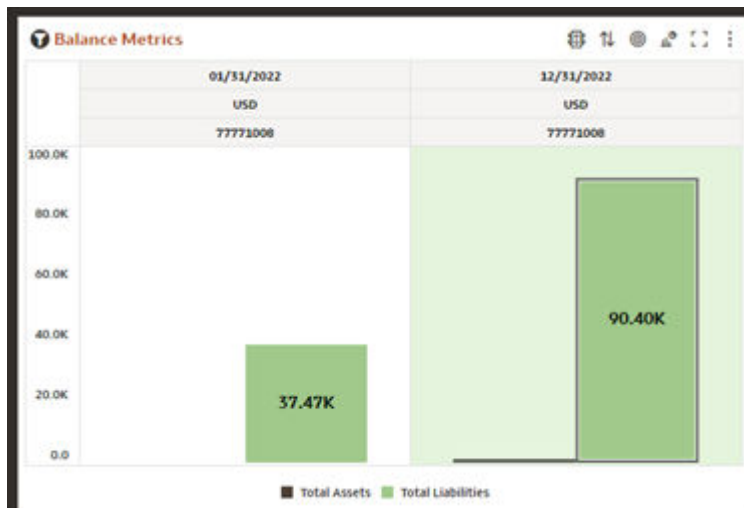 Balance Metrics
01/31/2022 12/31/2022
USD USD
77771008 77771008
100.0K
80.0K
60.0K
90.40K
40.0K
37.47K
20.0K
0.0
Total Assets Total Liabilities